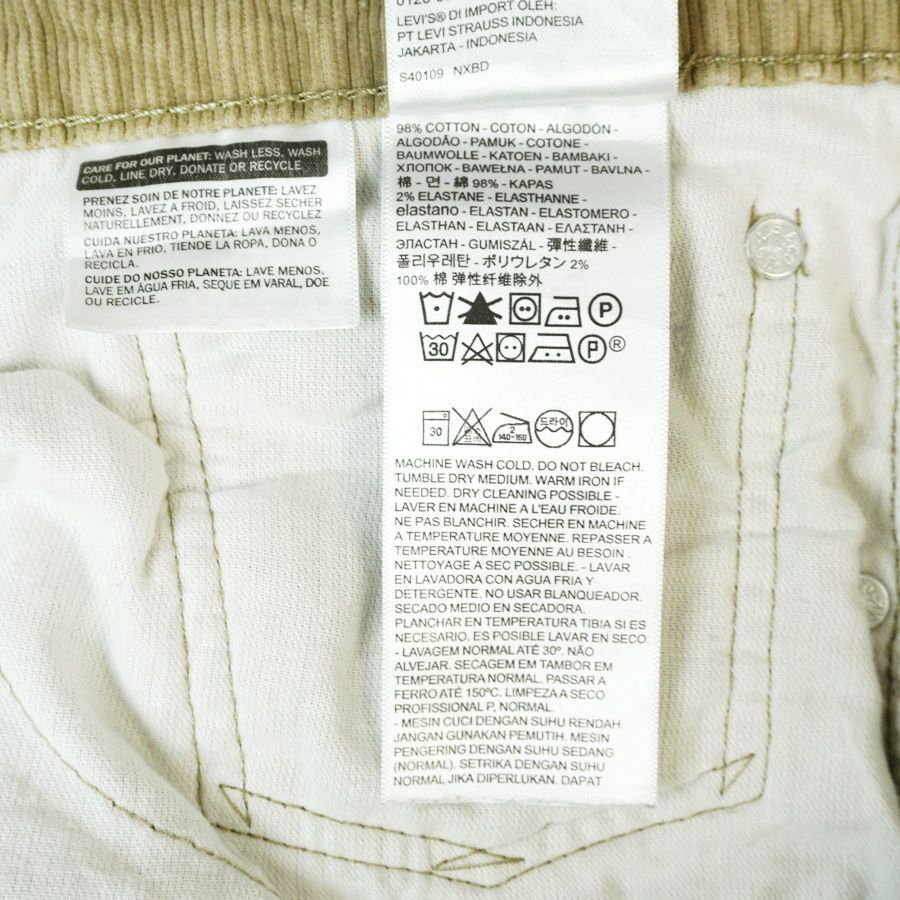 LEVI'S® DI IMPOR OLEH:
PT LEVI STRAUSS INDONESIA
JAKARTA - INDONESIA
S40109 NXBD
CARE FOR OUR PLANET: WASH LESS, WASH
COLD, LINE DRY, DONATE OR RECYCLE
PRENEZ SOIN DE NOTRE PLANETE: LAVEZ
MOINS, LAVEZ A FROID, LAISSEZ SECHER
NATURELLEMENT, DONNEZ OU RECYCLEZ
CUIDA NUESTRO PLANETA: LAVA MENOS,
LAVA EN FRIO, TIENDE LA ROPA, DONA O
RECICLA.
CUIDE DO NOSSO PLANETA: LAVE MENOS,
LAVE EM ÁGUA FRIA, SEQUE EM VARAL, DOE
OU RECICLE.
98% COTTON - COTON - ALGODÓN -
ALGODÃO - PAMUK - COTONE -
BAUMWOLLE - KATOEN - BAMBAKI -
ХЛОПОК - BAWEŁNA - PAMUT - BAVLNA -
棉 - 면 - 綿 98% - KAPAS
2% ELASTANE - ELASTHANNE -
elastano - ELASTAN - ELASTOMERO -
ELASTHAN - ELASTAAN - ΕΛΑΣΤΑΝΗ -
ЭЛАСТАН - GUMISZÁL - 彈性纖維 -
폴리우레탄 - ポリウレタン 2%
100% 棉 弹性纤维除外
P
30 P ®
30 2 140~160 드라이
MACHINE WASH COLD. DO NOT BLEACH.
TUMBLE DRY MEDIUM. WARM IRON IF
NEEDED. DRY CLEANING POSSIBLE -
LAVER EN MACHINE A L'EAU FROIDE.
NE PAS BLANCHIR. SECHER EN MACHINE
A TEMPERATURE MOYENNE. REPASSER A
TEMPERATURE MOYENNE AU BESOIN.
NETTOYAGE A SEC POSSIBLE. - LAVAR
EN LAVADORA CON AGUA FRIA Y
DETERGENTE. NO USAR BLANQUEADOR.
SECADO MEDIO EN SECADORA.
PLANCHAR EN TEMPERATURA TIBIA SI ES
NECESARIO, ES POSIBLE LAVAR EN SECO.
- LAVAGEM NORMAL ATÉ 30º. NÃO
ALVEJAR. SECAGEM EM TAMBOR EM
TEMPERATURA NORMAL. PASSAR A
FERRO ATÉ 150ºC. LIMPEZA A SECO
PROFISSIONAL P, NORMAL.
- MESIN CUCI DENGAN SUHU RENDAH.
JANGAN GUNAKAN PEMUTIH. MESIN
PENGERING DENGAN SUHU SEDANG
(NORMAL). SETRIKA DENGAN SUHU
NORMAL JIKA DIPERLUKAN. DAPAT